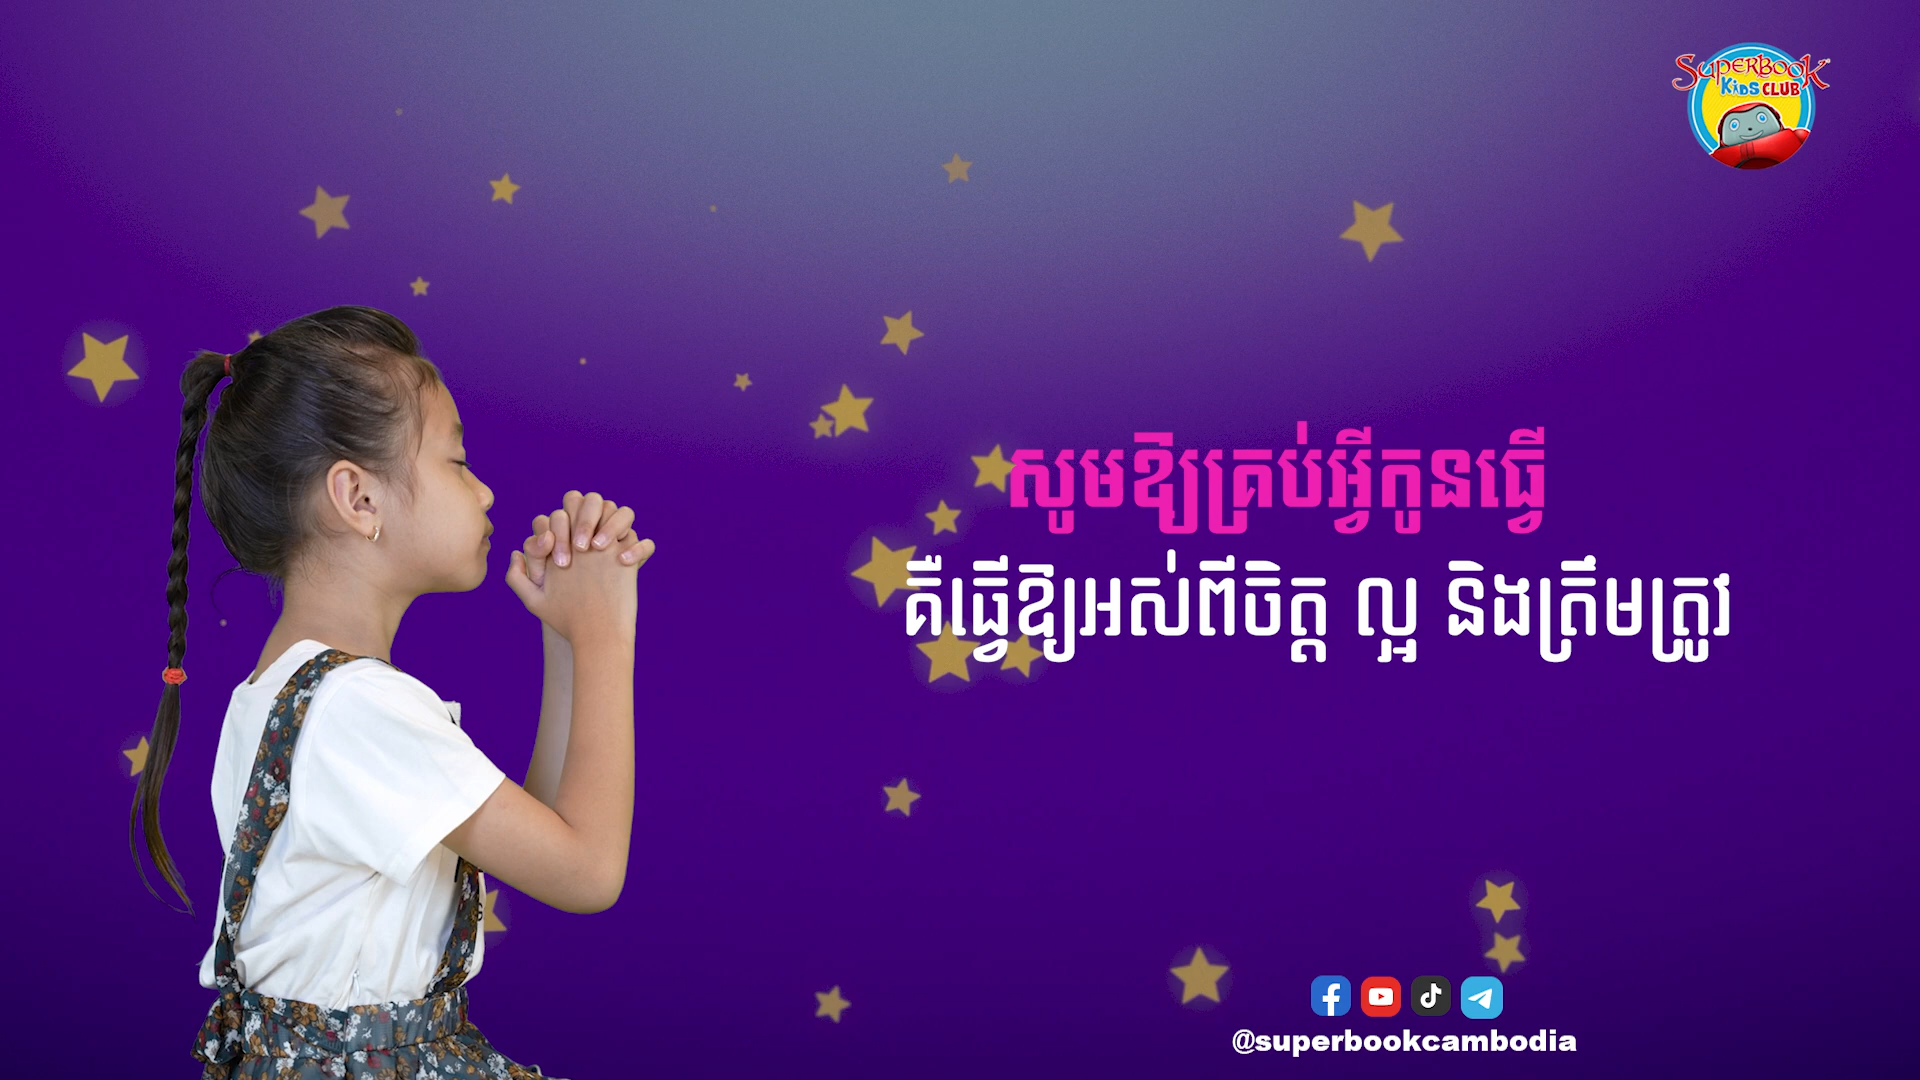 SUPERBOOK
KIDS CLUB
សូមឱ្យគ្រប់អ្វីកូនធ្វើ
គឺធ្វើឱ្យអស់ពីចិត្ត ល្អ និងត្រឹមត្រូវ
@superbookcambodia